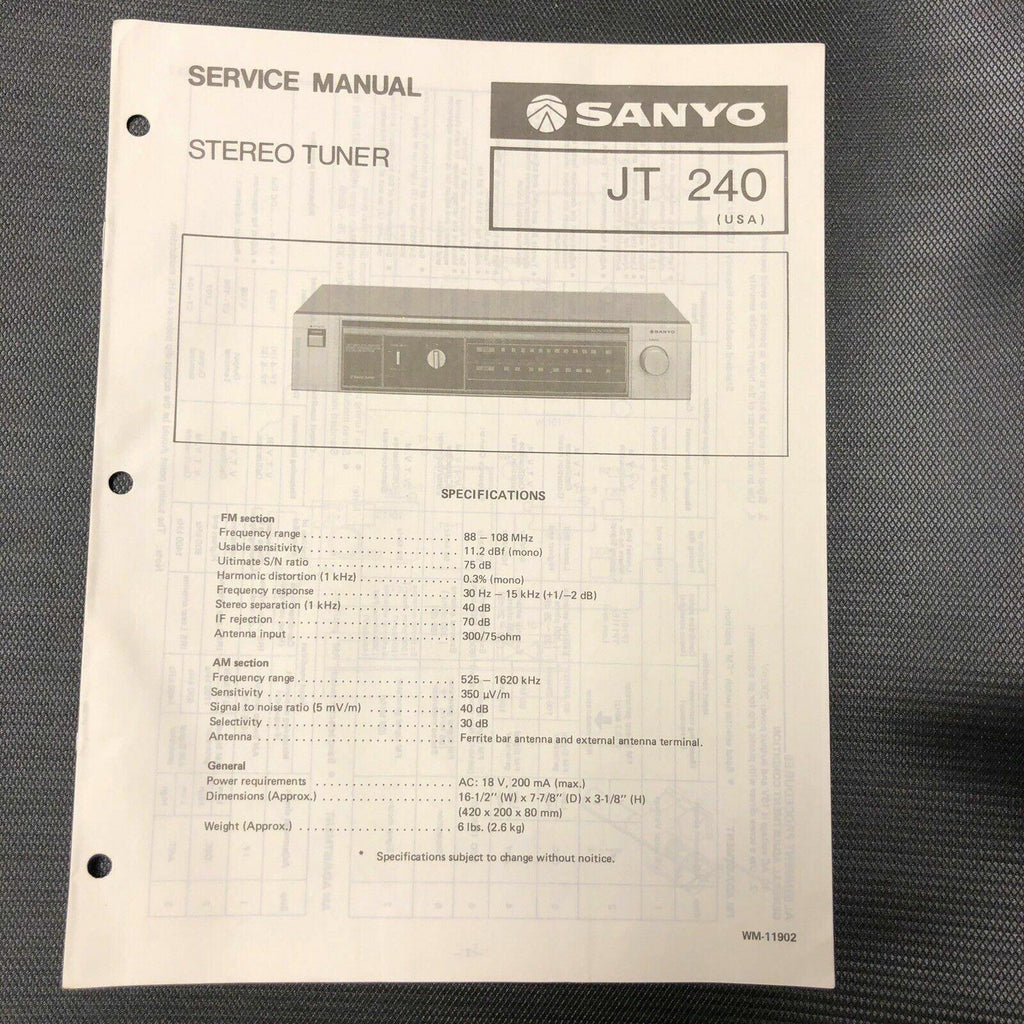 SERVICE MANUAL
SANYO
STEREO TUNER
JT 240
(USA)
SANYO
SPECIFICATIONS
FM section
Frequency range . . . . . . . . . . . . . . . . . . . . . . 88 — 108 MHz
Usable sensitivity . . . . . . . . . . . . . . . . . . . . . 11.2 dBf (mono)
Uitimate S/N ratio . . . . . . . . . . . . . . . . . . . . 75 dB
Harmonic distortion (1 kHz) . . . . . . . . . . . . . . 0.3% (mono)
Frequency response . . . . . . . . . . . . . . . . . . . . 30 Hz — 15 kHz (+1/−2 dB)
Stereo separation (1 kHz) . . . . . . . . . . . . . . . . 40 dB
IF rejection . . . . . . . . . . . . . . . . . . . . . . . . . 70 dB
Antenna input . . . . . . . . . . . . . . . . . . . . . . . 300/75-ohm
AM section
Frequency range . . . . . . . . . . . . . . . . . . . . . . 525 — 1620 kHz
Sensitivity . . . . . . . . . . . . . . . . . . . . . . . . . . 350 μV/m
Signal to noise ratio (5 mV/m) . . . . . . . . . . . . 40 dB
Selectivity . . . . . . . . . . . . . . . . . . . . . . . . . . 30 dB
Antenna . . . . . . . . . . . . . . . . . . . . . . . . . . . Ferrite bar antenna and external antenna terminal.
General
Power requirements . . . . . . . . . . . . . . . . . . . . AC: 18 V, 200 mA (max.)
Dimensions (Approx.) . . . . . . . . . . . . . . . . . . . 16-1/2'' (W) x 7-7/8'' (D) x 3-1/8'' (H)
(420 x 200 x 80 mm)
Weight (Approx.) . . . . . . . . . . . . . . . . . . . . . . 6 lbs. (2.6 kg)
* Specifications subject to change without noitice.
WM-11902